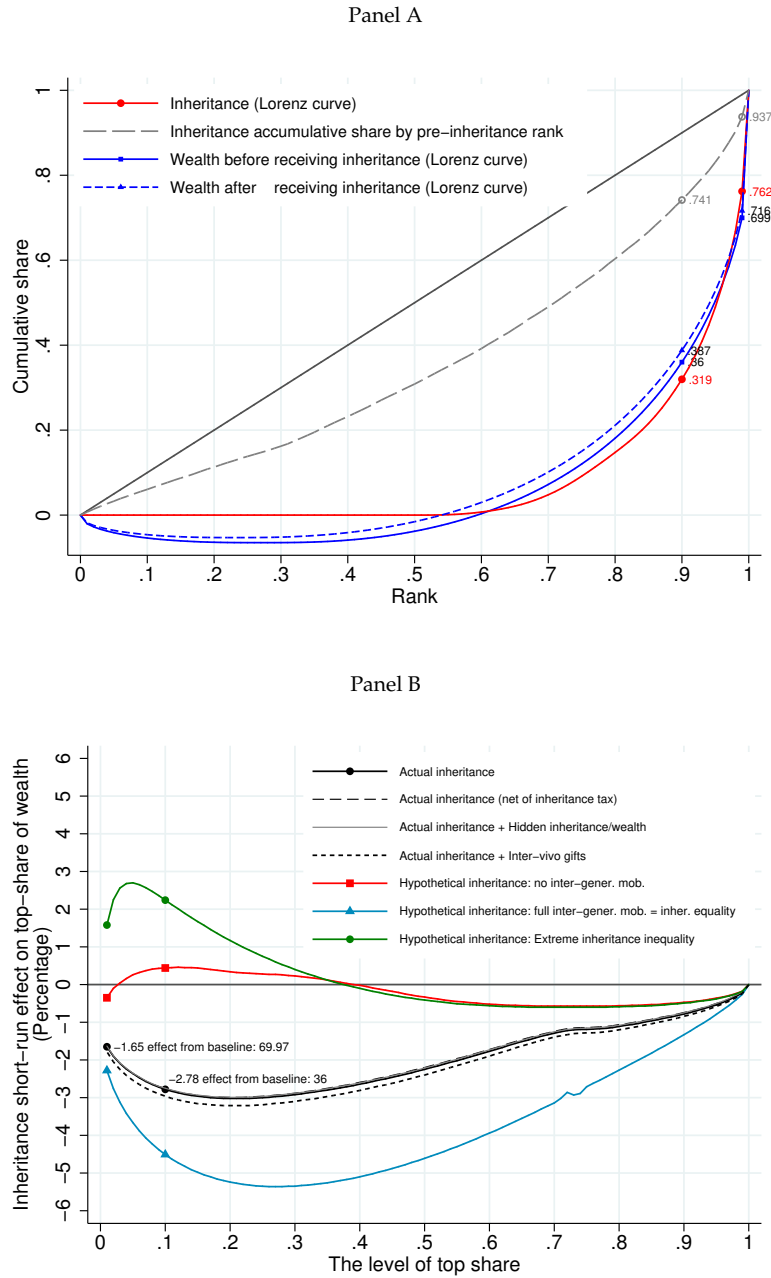 Panel A
Cumulative share
0
.2
.4
.6
.8
1
0
.1
.2
.3
.4
.5
.6
.7
.8
.9
1
Rank
Inheritance (Lorenz curve)
Inheritance accumulative share by pre−inheritance rank
Wealth before receiving inheritance (Lorenz curve)
Wealth after receiving inheritance (Lorenz curve)
.937
.741
.762
.716
.699
.387
.36
.319
Panel B
Inheritance short−run effect on top−share of wealth
(Percentage)
−6
−5
−4
−3
−2
−1
0
1
2
3
4
5
6
0
.1
.2
.3
.4
.5
.6
.7
.8
.9
1
The level of top share
Actual inheritance
Actual inheritance (net of inheritance tax)
Actual inheritance + Hidden inheritance/wealth
Actual inheritance + Inter−vivo gifts
Hypothetical inheritance: no inter−gener. mob.
Hypothetical inheritance: full inter−gener. mob. = inher. equality
Hypothetical inheritance: Extreme inheritance inequality
−1.65 effect from baseline: 69.97
−2.78 effect from baseline: 36